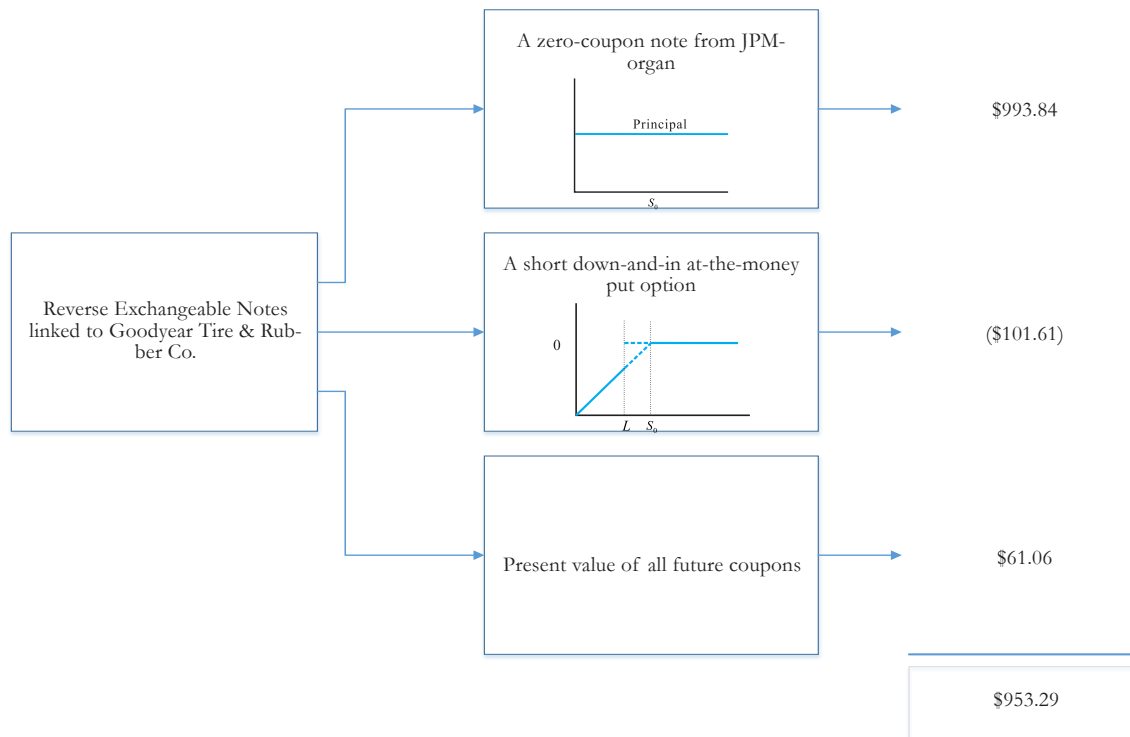 A zero-coupon note from JPM-
organ
Principal
S₀
$993.84
Reverse Exchangeable Notes
linked to Goodyear Tire & Rub-
ber Co.
A short down-and-in at-the-money
put option
0
L S₀
($101.61)
Present value of all future coupons
$61.06
$953.29